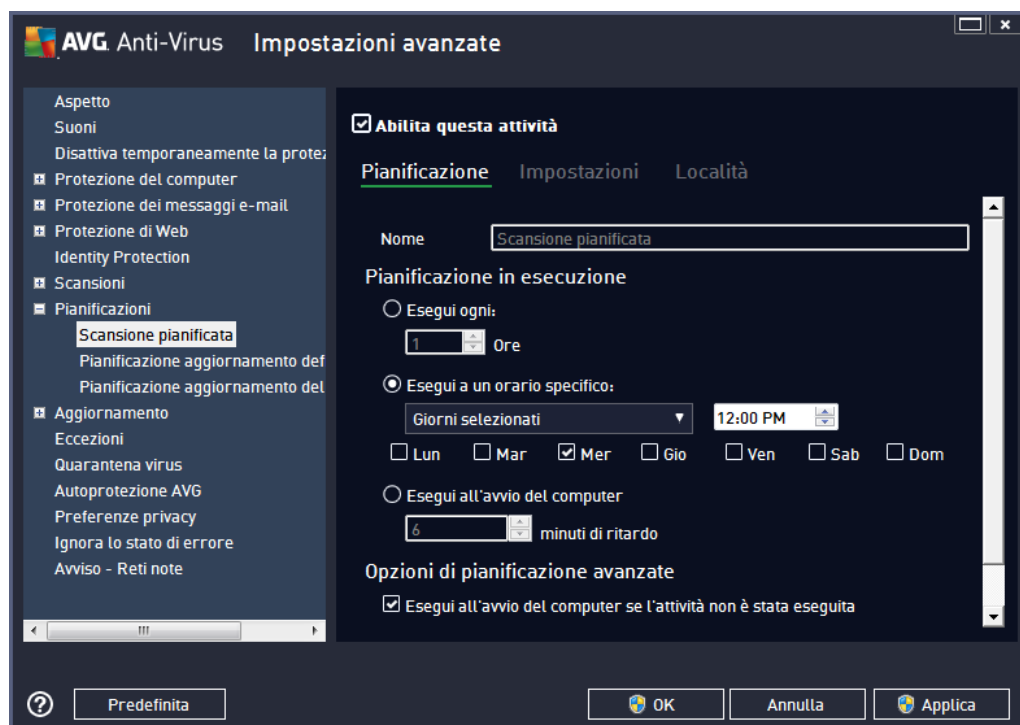 AVG. Anti-Virus Impostazioni avanzate
Aspetto
Suoni
Disattiva temporaneamente la protez
Protezione del computer
Protezione dei messaggi e-mail
Protezione di Web
Identity Protection
Scansioni
Pianificazioni
Scansione pianificata
Pianificazione aggiornamento def
Pianificazione aggiornamento del
Aggiornamento
Eccezioni
Quarantena virus
Autoprotezione AVG
Preferenze privacy
Ignora lo stato di errore
Avviso - Reti note
Abilita questa attività
Pianificazione Impostazioni Località
Nome Scansione pianificata
Pianificazione in esecuzione
Esegui ogni:
1 Ore
Esegui a un orario specifico:
Giorni selezionati 12:00 PM
Lun Mar Mer Gio Ven Sab Dom
Esegui all'avvio del computer
6 minuti di ritardo
Opzioni di pianificazione avanzate
Esegui all'avvio del computer se l'attività non è stata eseguita
? Predefinita OK Annulla Applica